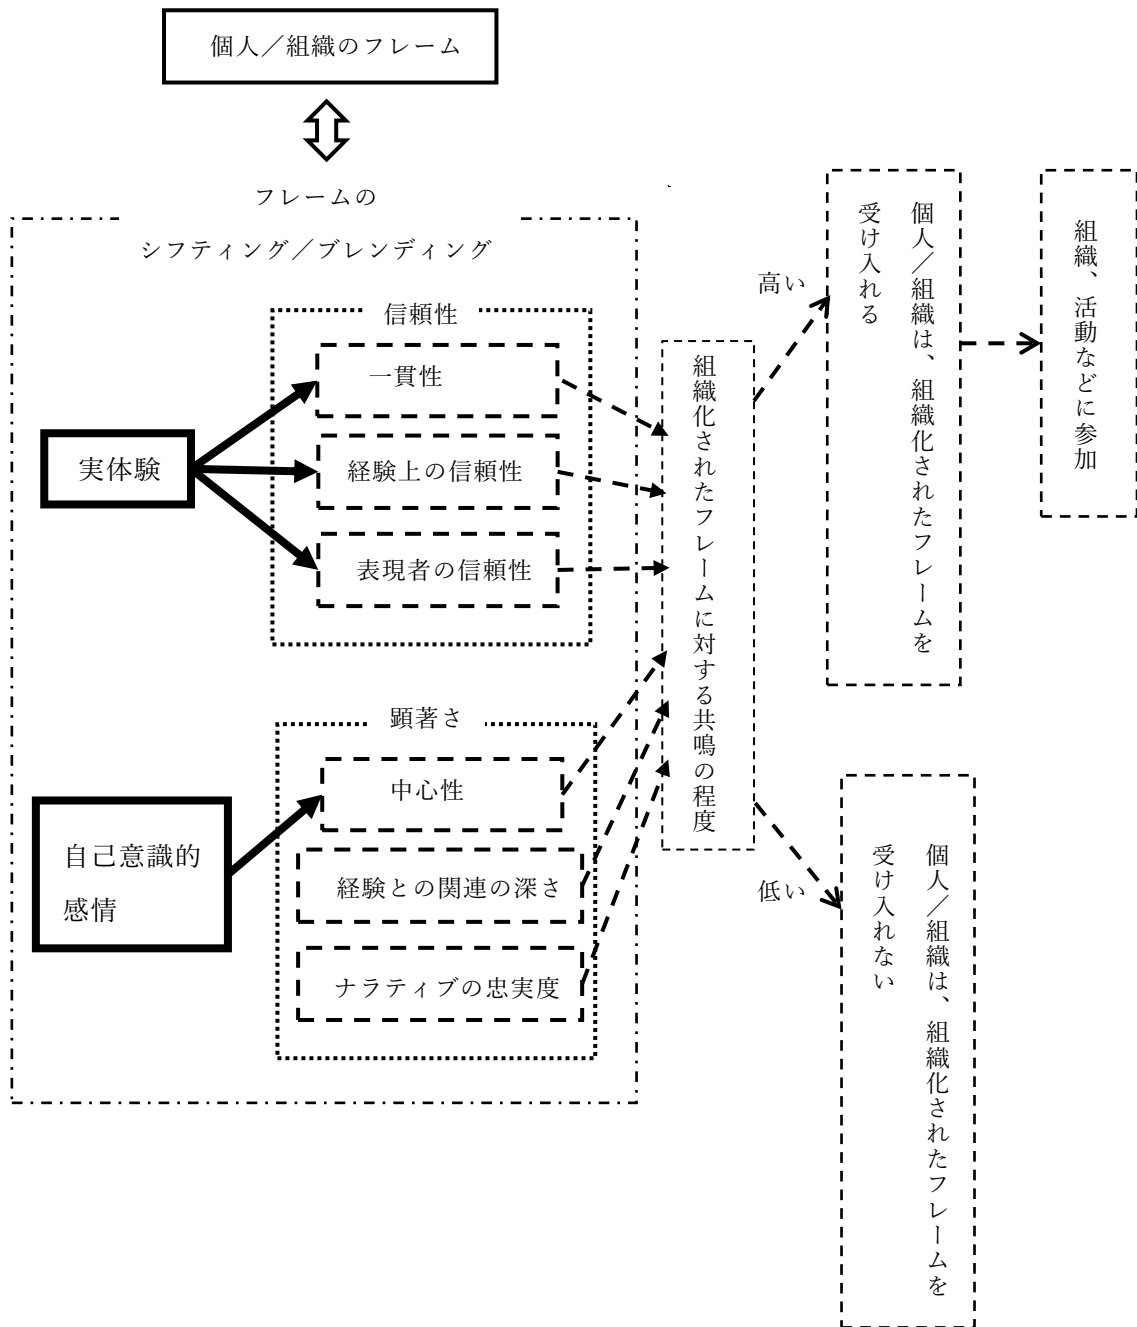 個人／組織のフレーム
フレームの
シフティング／ブレンディング
信頼性
一貫性
実体験
経験上の信頼性
表現者の信頼性
顕著さ
中心性
自己意識的
感情
経験との関連の深さ
ナラティブの忠実度
組織化されたフレームに対する共鳴の程度
高い
個人／組織は、組織化されたフレームを
受け入れる
組織、活動などに参加
低い
個人／組織は、組織化されたフレームを
受け入れない